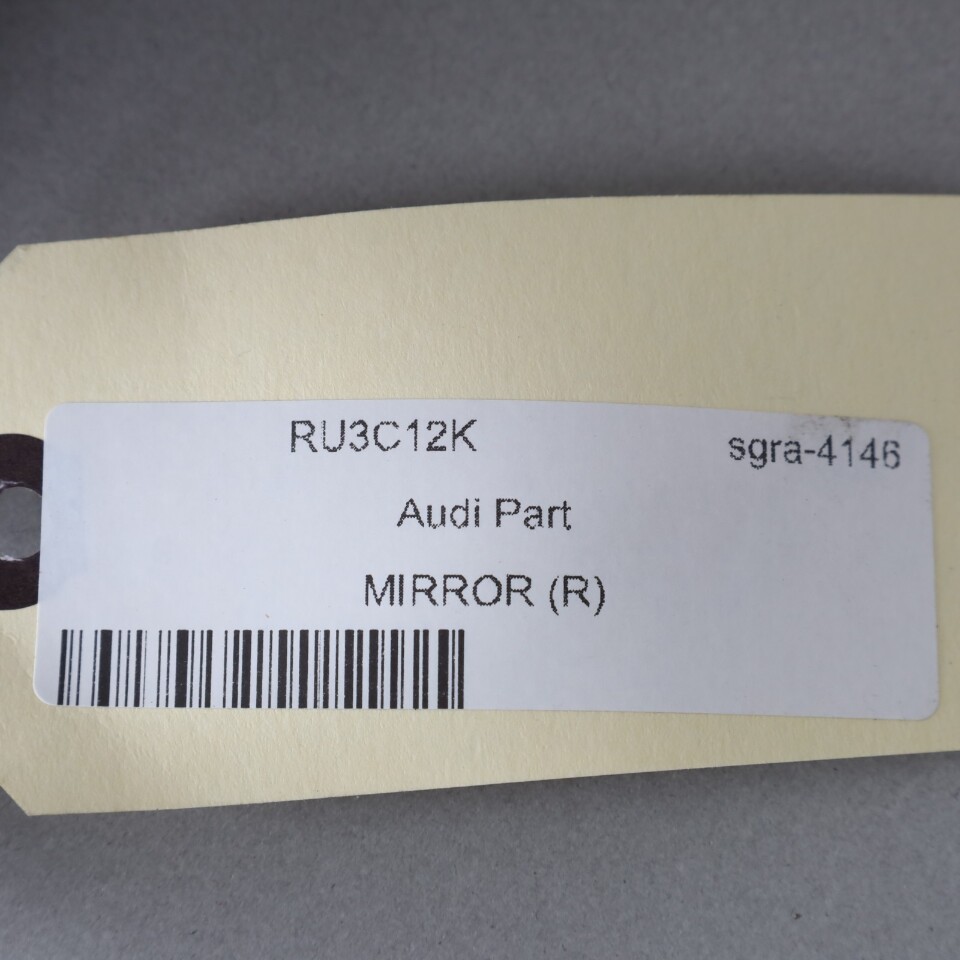 RU3C12K sgra-4146
Audi Part
MIRROR (R)